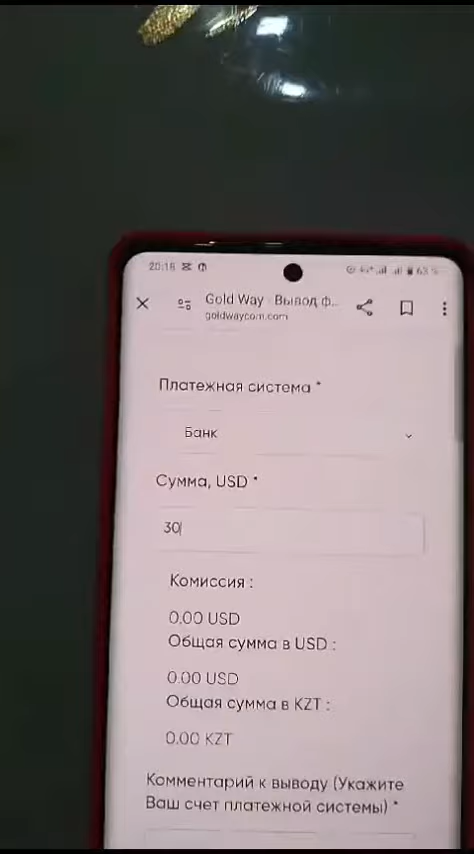 20:16
63%
Gold Way - Вывод ф...
goldwaycom.com
Платежная система *
Банк
Сумма, USD *
30
Комиссия :
0.00 USD
Общая сумма в USD :
0.00 USD
Общая сумма в KZT :
0.00 KZT
Комментарий к выводу (Укажите
Ваш счет платежной системы) *